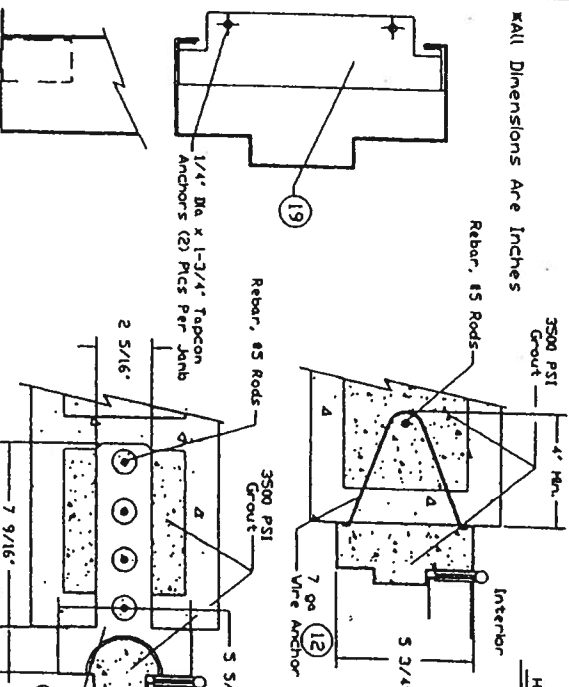 *All Dimensions Are Inches
19
1/4" Dia x 1-3/4" Tapcon
Anchors (2) Pcs Per Jamb
Rebar, #5 Rods
3500 PSI
Grout
4" Min.
Interior
7 ga
Wire Anchor
12
5 3/4
2 5/16"
Rebar, #5 Rods
3500 PSI
Grout
7 9/16"